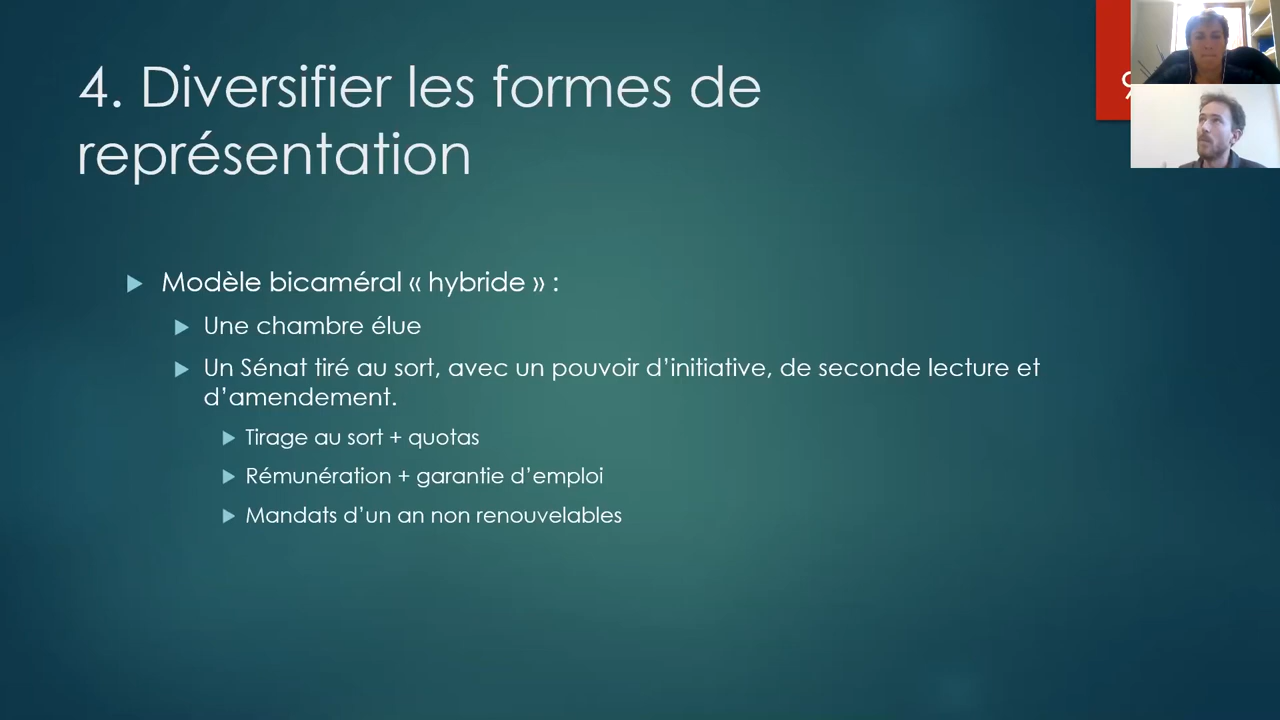 4. Diversifier les formes de
représentation
9
Modèle bicaméral « hybride » :
Une chambre élue
Un Sénat tiré au sort, avec un pouvoir d’initiative, de seconde lecture et
d’amendement.
Tirage au sort + quotas
Rémunération + garantie d’emploi
Mandats d’un an non renouvelables